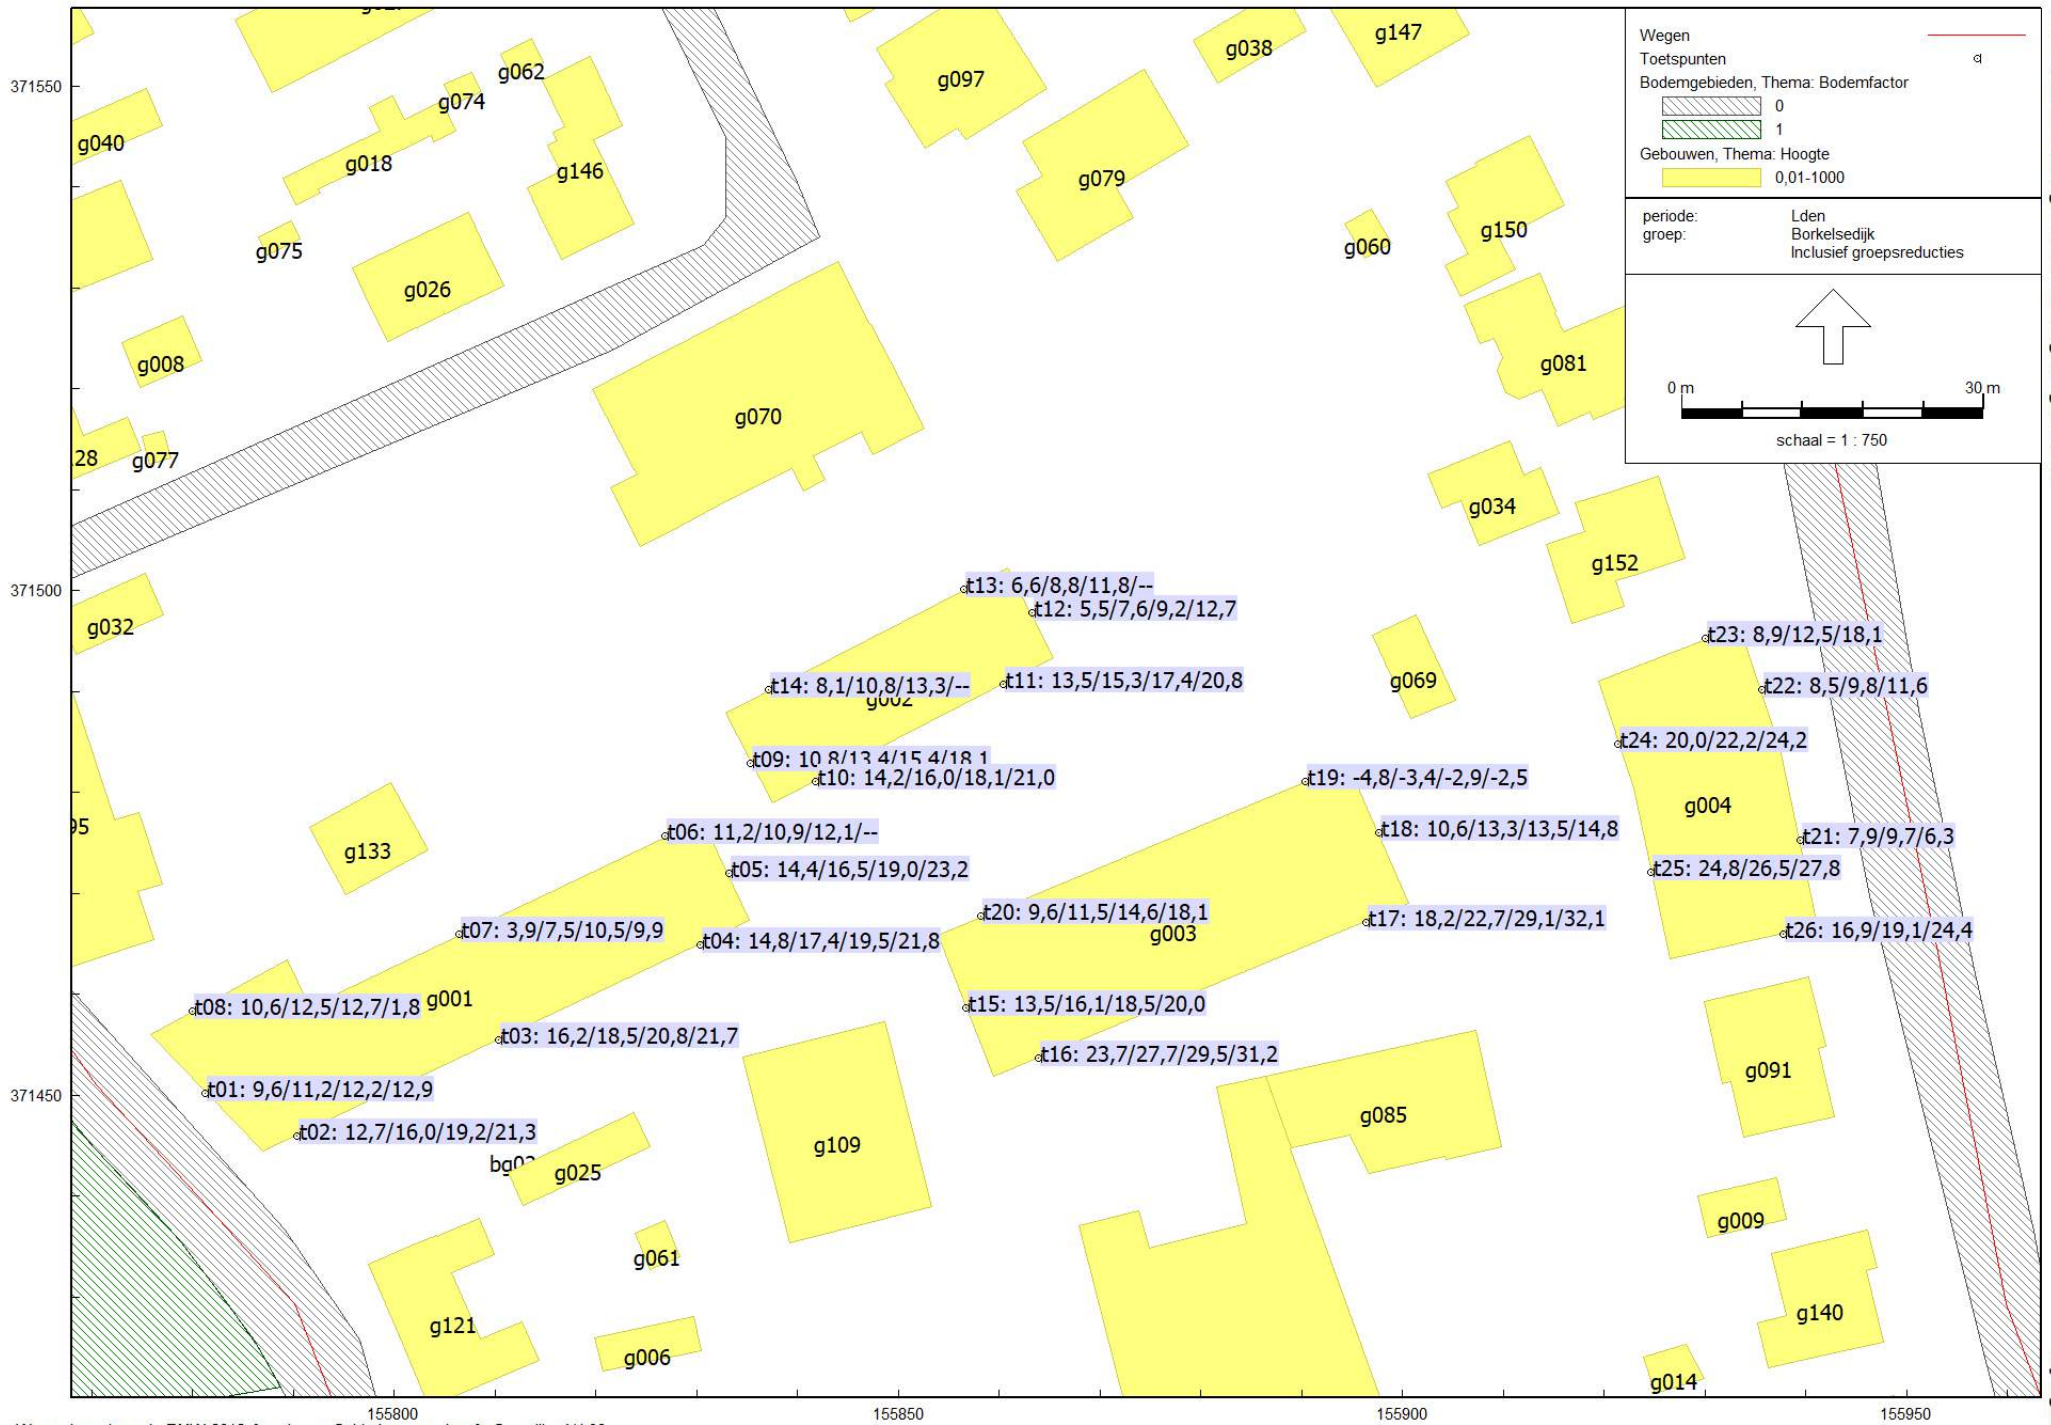 Wegen
Toetspunten
Bodemgebieden, Thema: Bodemfactor
0
1
Gebouwen, Thema: Hoogte
0,01-1000
periode: Lden
groep: Borkelsedijk
Inclusief groepsreducties
0 m 30 m
schaal = 1 : 750
371550
371500
371450
155800
155850
155900
155950
g062
g074
g040
g018
g146
g075
g026
g008
28
g077
g032
g097
g038
g147
g079
g060
g150
g081
g070
g034
g152
g069
t13: 6,6/8,8/11,8/--
t12: 5,5/7,6/9,2/12,7
t11: 13,5/15,3/17,4/20,8
t14: 8,1/10,8/13,3/--
g002
t09: 10,8/13,4/15,4/18,1
t10: 14,2/16,0/18,1/21,0
t23: 8,9/12,5/18,1
t22: 8,5/9,8/11,6
t24: 20,0/22,2/24,2
g004
t21: 7,9/9,7/6,3
t25: 24,8/26,5/27,8
t26: 16,9/19,1/24,4
t19: -4,8/-3,4/-2,9/-2,5
t18: 10,6/13,3/13,5/14,8
t20: 9,6/11,5/14,6/18,1
t17: 18,2/22,7/29,1/32,1
g003
t15: 13,5/16,1/18,5/20,0
t16: 23,7/27,7/29,5/31,2
95
g133
t06: 11,2/10,9/12,1/--
t05: 14,4/16,5/19,0/23,2
t07: 3,9/7,5/10,5/9,9
t04: 14,8/17,4/19,5/21,8
g001
t08: 10,6/12,5/12,7/1,8
t03: 16,2/18,5/20,8/21,7
t01: 9,6/11,2/12,2/12,9
t02: 12,7/16,0/19,2/21,3
g025
g109
g085
g091
g009
g061
g121
g006
g140
g014